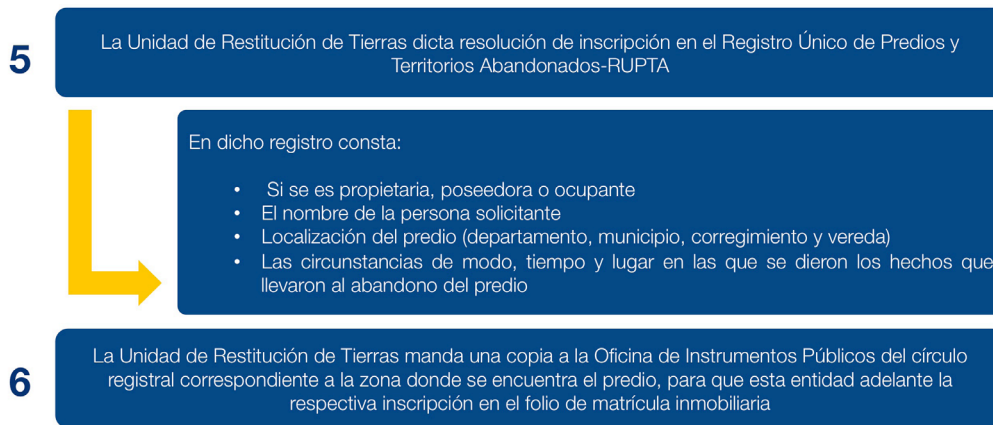 5
La Unidad de Restitución de Tierras dicta resolución de inscripción en el Registro Único de Predios y
Territorios Abandonados-RUPTA
En dicho registro consta:
• Si se es propietaria, poseedora o ocupante
• El nombre de la persona solicitante
• Localización del predio (departamento, municipio, corregimiento y vereda)
• Las circunstancias de modo, tiempo y lugar en las que se dieron los hechos que
llevaron al abandono del predio
6
La Unidad de Restitución de Tierras manda una copia a la Oficina de Instrumentos Públicos del círculo
registral correspondiente a la zona donde se encuentra el predio, para que esta entidad adelante la
respectiva inscripción en el folio de matrícula inmobiliaria